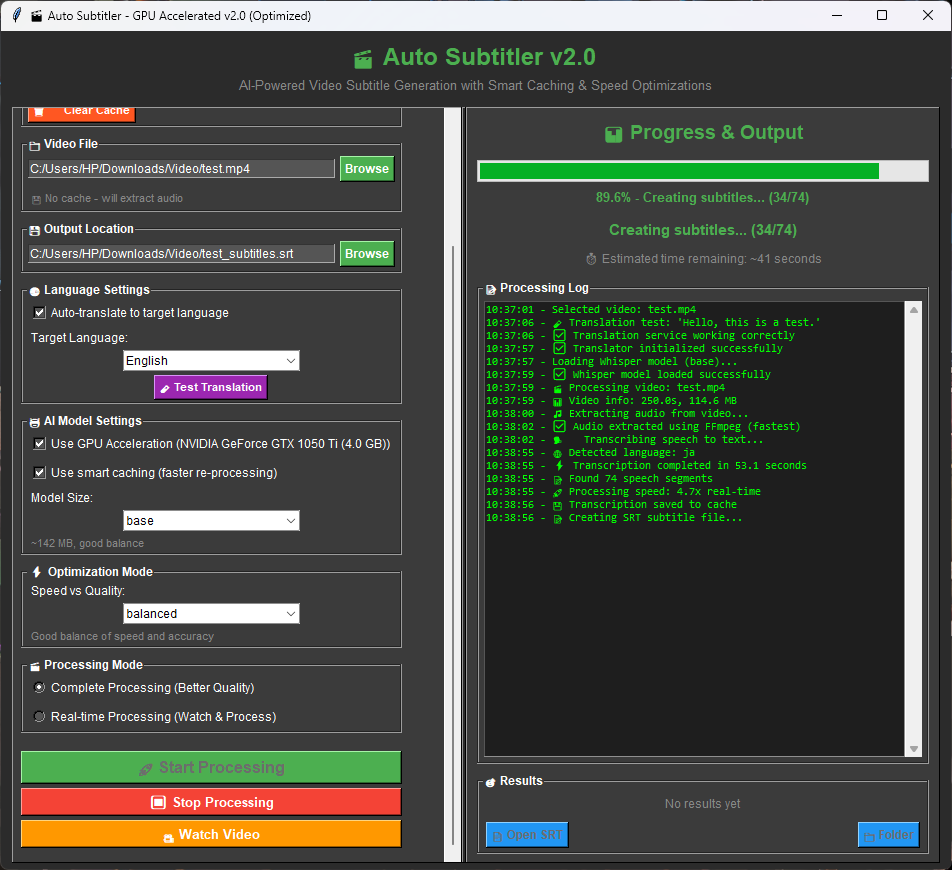 Auto Subtitler - GPU Accelerated v2.0 (Optimized)
Auto Subtitler v2.0
AI-Powered Video Subtitle Generation with Smart Caching & Speed Optimizations
Clear Cache
Video File
C:/Users/HP/Downloads/Video/test.mp4
Browse
No cache - will extract audio
Output Location
C:/Users/HP/Downloads/Video/test_subtitles.srt
Browse
Language Settings
Auto-translate to target language
Target Language:
English
Test Translation
AI Model Settings
Use GPU Acceleration (NVIDIA GeForce GTX 1050 Ti (4.0 GB))
Use smart caching (faster re-processing)
Model Size:
base
~142 MB, good balance
Optimization Mode
Speed vs Quality:
balanced
Good balance of speed and accuracy
Processing Mode
Complete Processing (Better Quality)
Real-time Processing (Watch & Process)
Start Processing
Stop Processing
Watch Video
Progress & Output
89.6% - Creating subtitles... (34/74)
Creating subtitles... (34/74)
Estimated time remaining: ~41 seconds
Processing Log
10:37:01 - Selected video: test.mp4
10:37:06 - Translation test: 'Hello, this is a test.'
10:37:06 - Translation service working correctly
10:37:57 - Translator initialized successfully
10:37:57 - Loading Whisper model (base)...
10:37:59 - Whisper model loaded successfully
10:37:59 - Processing video: test.mp4
10:37:59 - Video info: 250.0s, 114.6 MB
10:38:00 - Extracting audio from video...
10:38:02 - Audio extracted using FFmpeg (fastest)
10:38:02 - Transcribing speech to text...
10:38:55 - Detected language: ja
10:38:55 - Transcription completed in 53.1 seconds
10:38:55 - Found 74 speech segments
10:38:55 - Processing speed: 4.7x real-time
10:38:56 - Transcription saved to cache
10:38:56 - Creating SRT subtitle file...
Results
No results yet
Open SRT
Folder